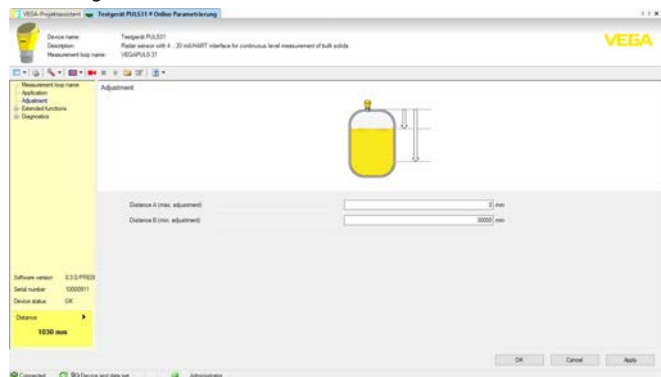 VEGA-Projektassistent
Testgerät PULS31 # Online Parametrierung
Device name: Testgerät PULS31
Description: Radar sensor with 4 .. 20 mA/HART interface for continuous level measurement of bulk solids
Measurement loop name: VEGAPULS 31
VEGA
Measurement loop name
Application
Adjustment
Extended functions
Diagnostics
Adjustment
Distance A (max. adjustment) 0 mm
Distance B (min. adjustment) 30000 mm
Software version
Serial number 10000011
Device status OK
Distance
1030 mm
OK Cancel Apply
Connected Device and data set Administrator